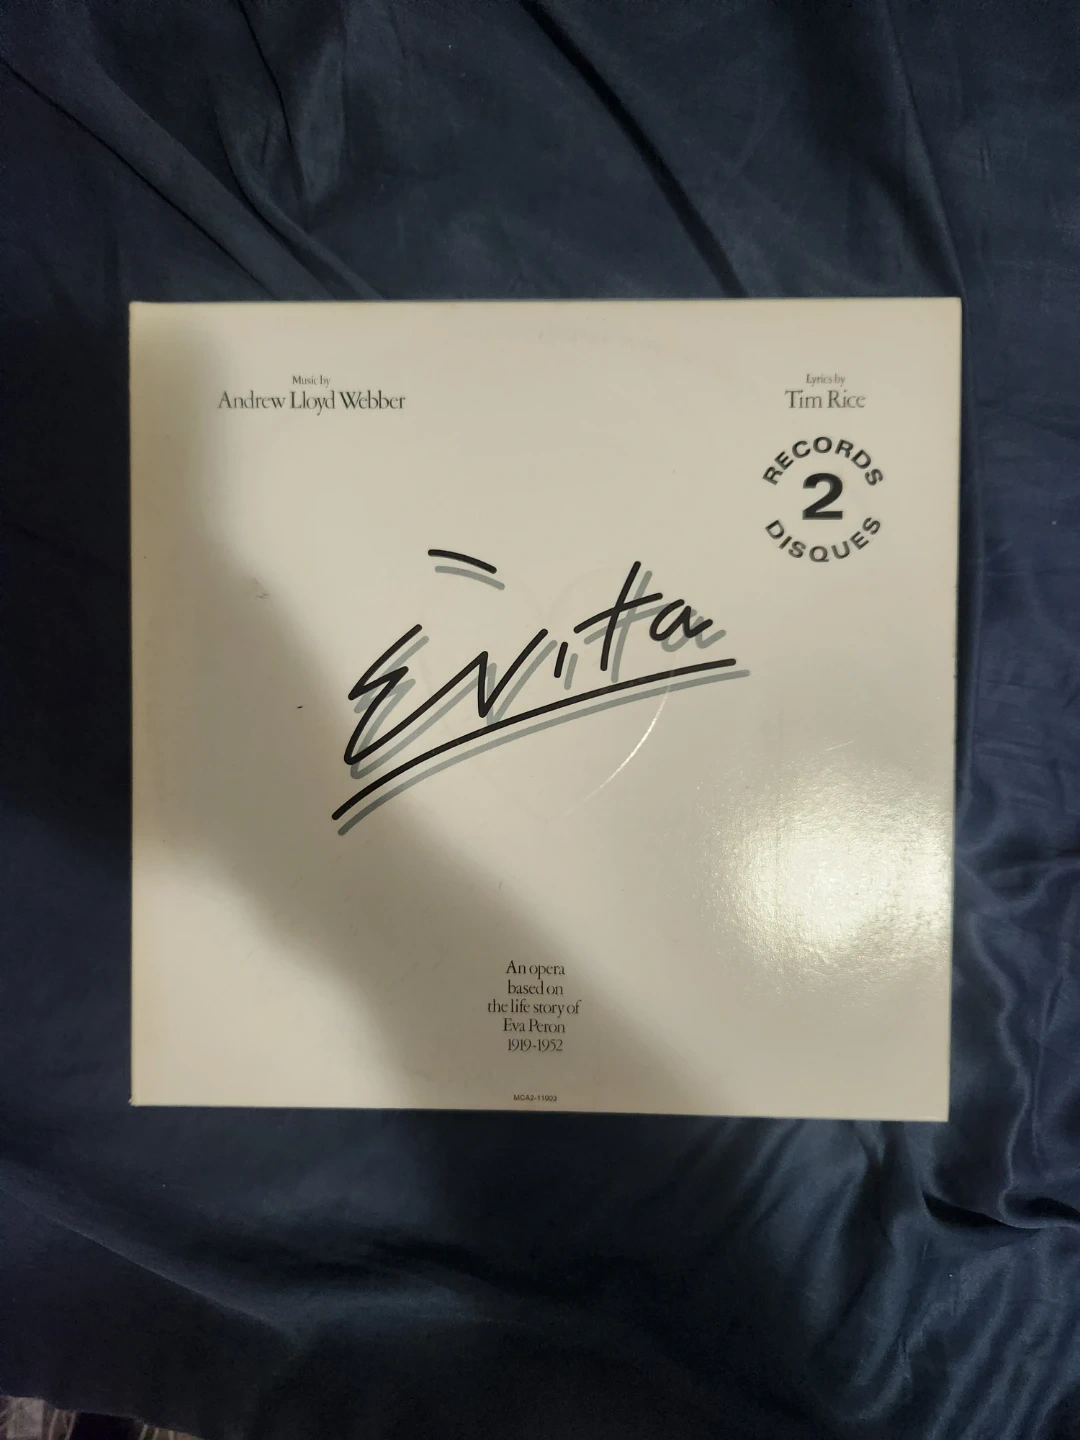 Music by
Andrew Lloyd Webber
Lyrics by
Tim Rice
RECORDS
2
DISQUES
Evita
An opera
based on
the life story of
Eva Peron
1919-1952
MCA2-11003